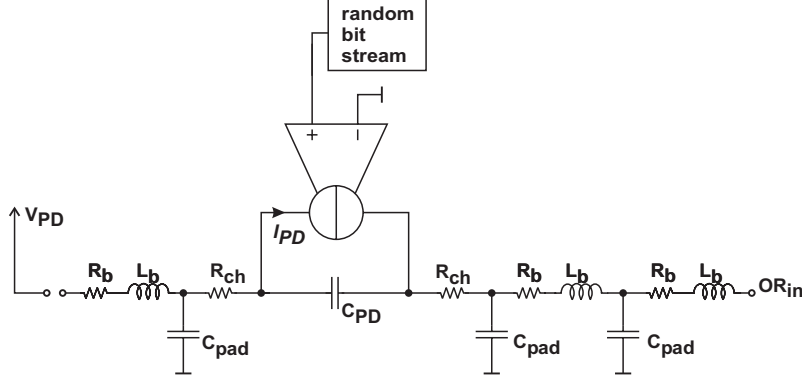 random
bit
stream
+ −
V_PD
I_PD
R_b L_b R_ch R_ch R_b L_b R_b L_b OR_in
C_PD
C_pad C_pad C_pad